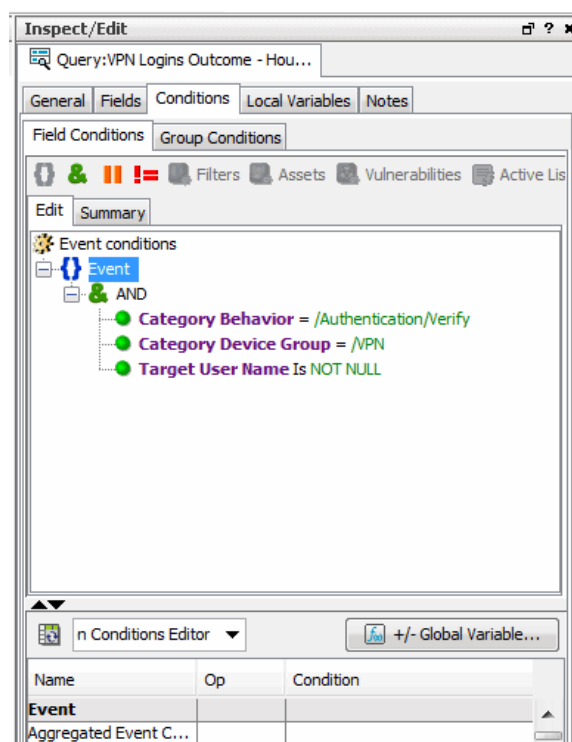 Inspect/Edit
Query:VPN Logins Outcome - Hou...
General Fields Conditions Local Variables Notes
Field Conditions Group Conditions
{} & || != Filters Assets Vulnerabilities Active Lis
Edit Summary
Event conditions
{} Event
& AND
Category Behavior = /Authentication/Verify
Category Device Group = /VPN
Target User Name Is NOT NULL
n Conditions Editor +/- Global Variable...
Name Op Condition
Event
Aggregated Event C...